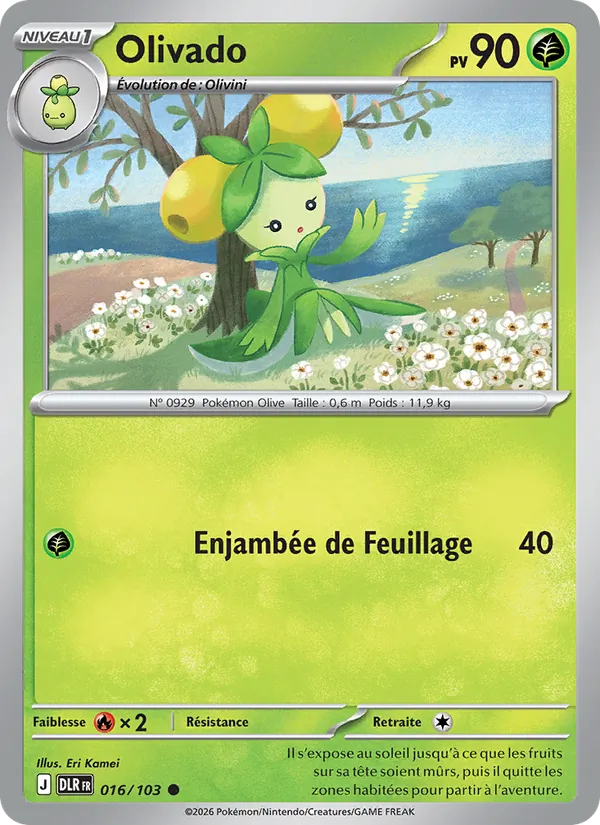 NIVEAU 1
Olivado
PV 90
Évolution de : Olivini
N° 0929 Pokémon Olive Taille : 0,6 m Poids : 11,9 kg
Enjambée de Feuillage 40
Faiblesse × 2 Résistance Retraite
Illus. Eri Kamei
Il s'expose au soleil jusqu'à ce que les fruits
sur sa tête soient mûrs, puis il quitte les
zones habitées pour partir à l'aventure.
J DLR FR 016/103
©2026 Pokémon/Nintendo/Creatures/GAME FREAK